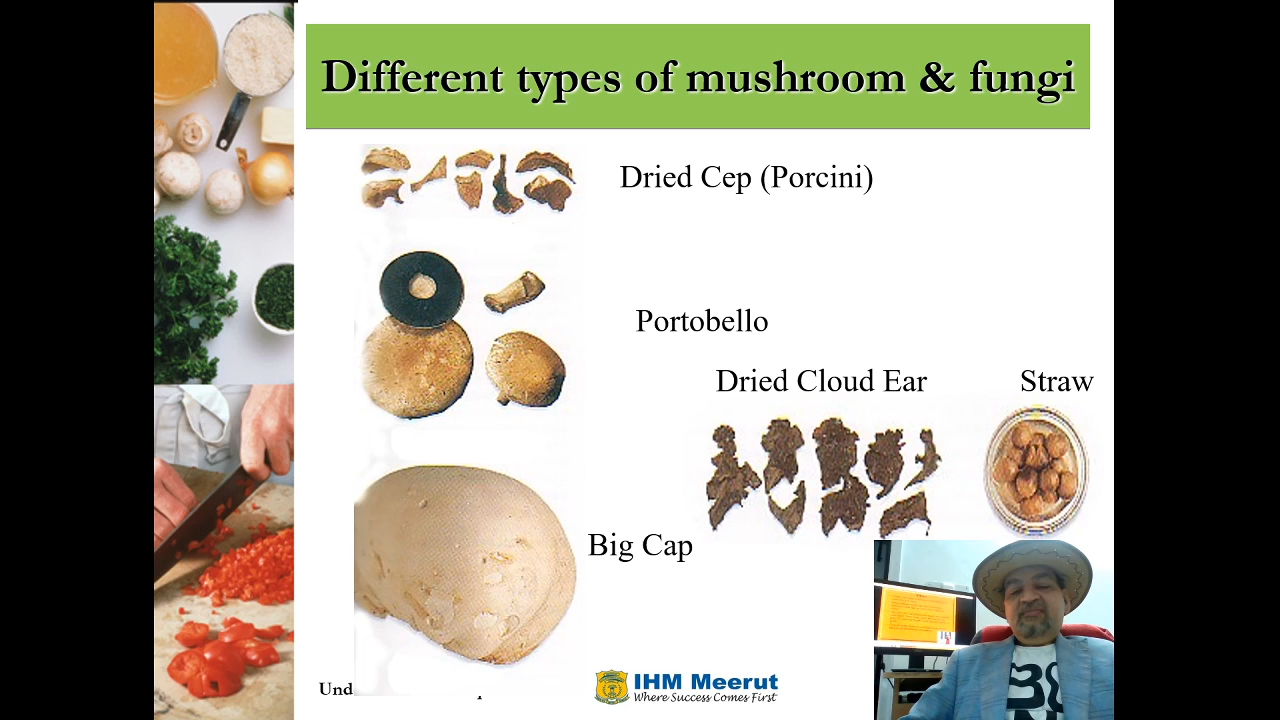 Different types of mushroom & fungi
Dried Cep (Porcini)
Portobello
Dried Cloud Ear
Straw
Big Cap
IHM Meerut
Where Success Comes First